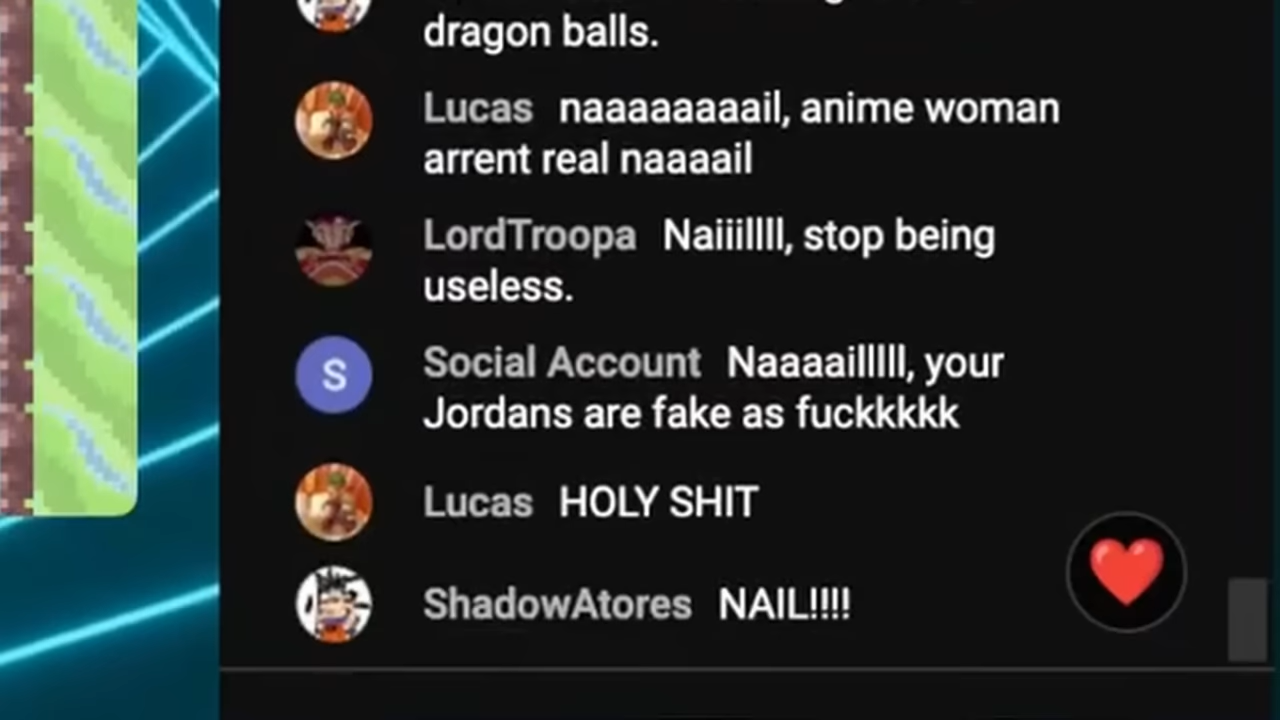 dragon balls.
Lucas naaaaaaaail, anime woman
arrent real naaaail
LordTroopa Naiiillll, stop being
useless.
S
Social Account Naaaailllll, your
Jordans are fake as fuckkkkk
Lucas HOLY SHIT
ShadowAtores NAIL!!!!